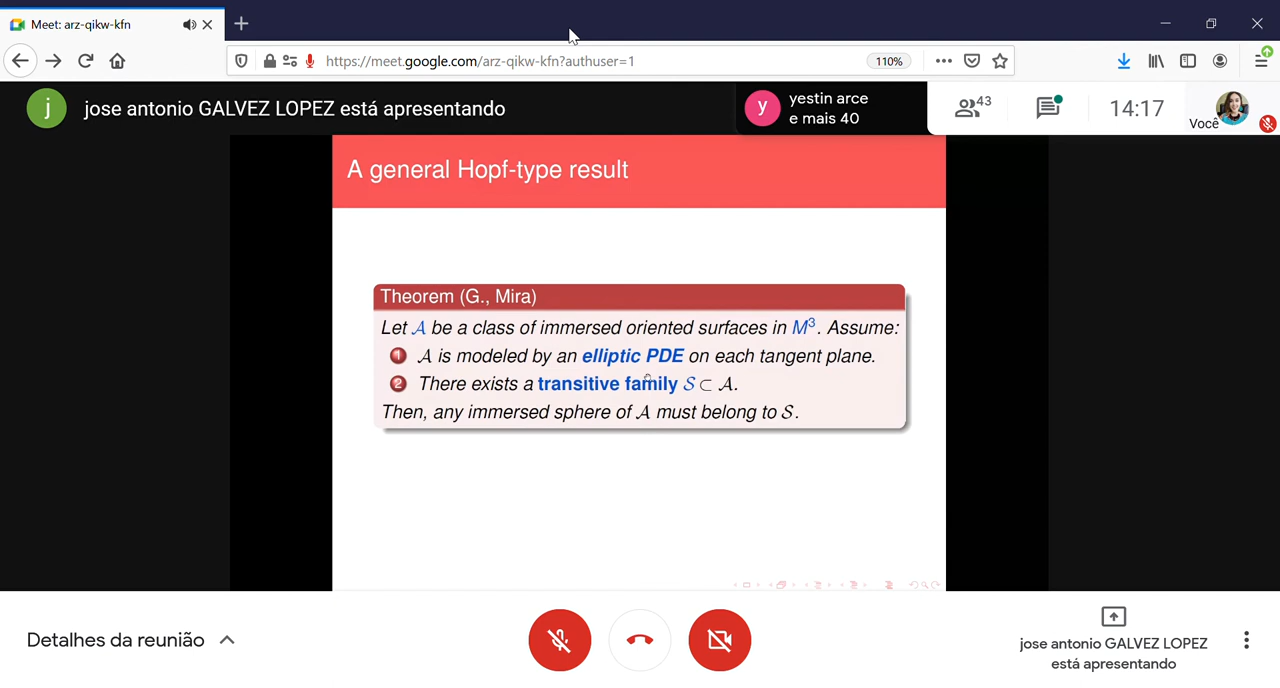 Meet: arz-qikw-kfn
https://meet.google.com/arz-qikw-kfn?authuser=1
110%
j
jose antonio GALVEZ LOPEZ está apresentando
y
yestin arce
e mais 40
43
14:17
Você
A general Hopf-type result
Theorem (G., Mira)
Let 𝒜 be a class of immersed oriented surfaces in M³. Assume:
1 𝒜 is modeled by an elliptic PDE on each tangent plane.
2 There exists a transitive family 𝒮 ⊂ 𝒜.
Then, any immersed sphere of 𝒜 must belong to 𝒮.
Detalhes da reunião
jose antonio GALVEZ LOPEZ
está apresentando